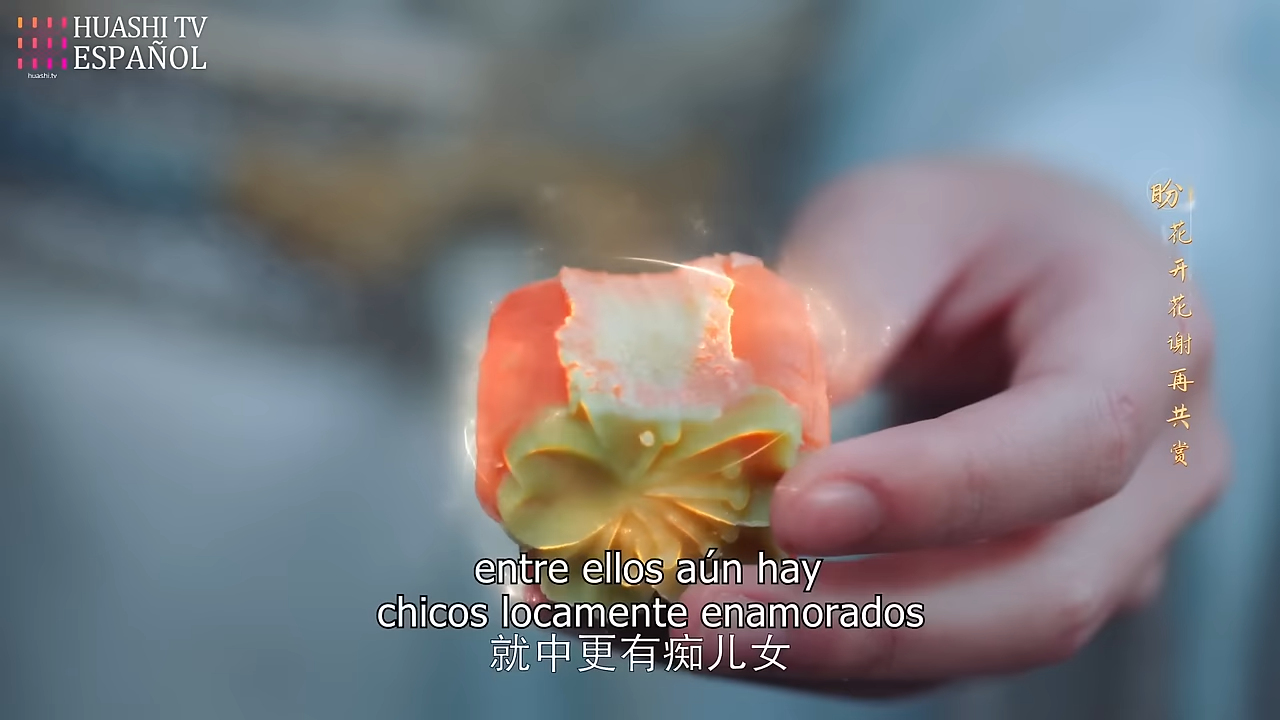 HUASHI TV
ESPAÑOL
huashi.tv
盼花开花谢再共赏
entre ellos aún hay
chicos locamente enamorados
就中更有痴儿女